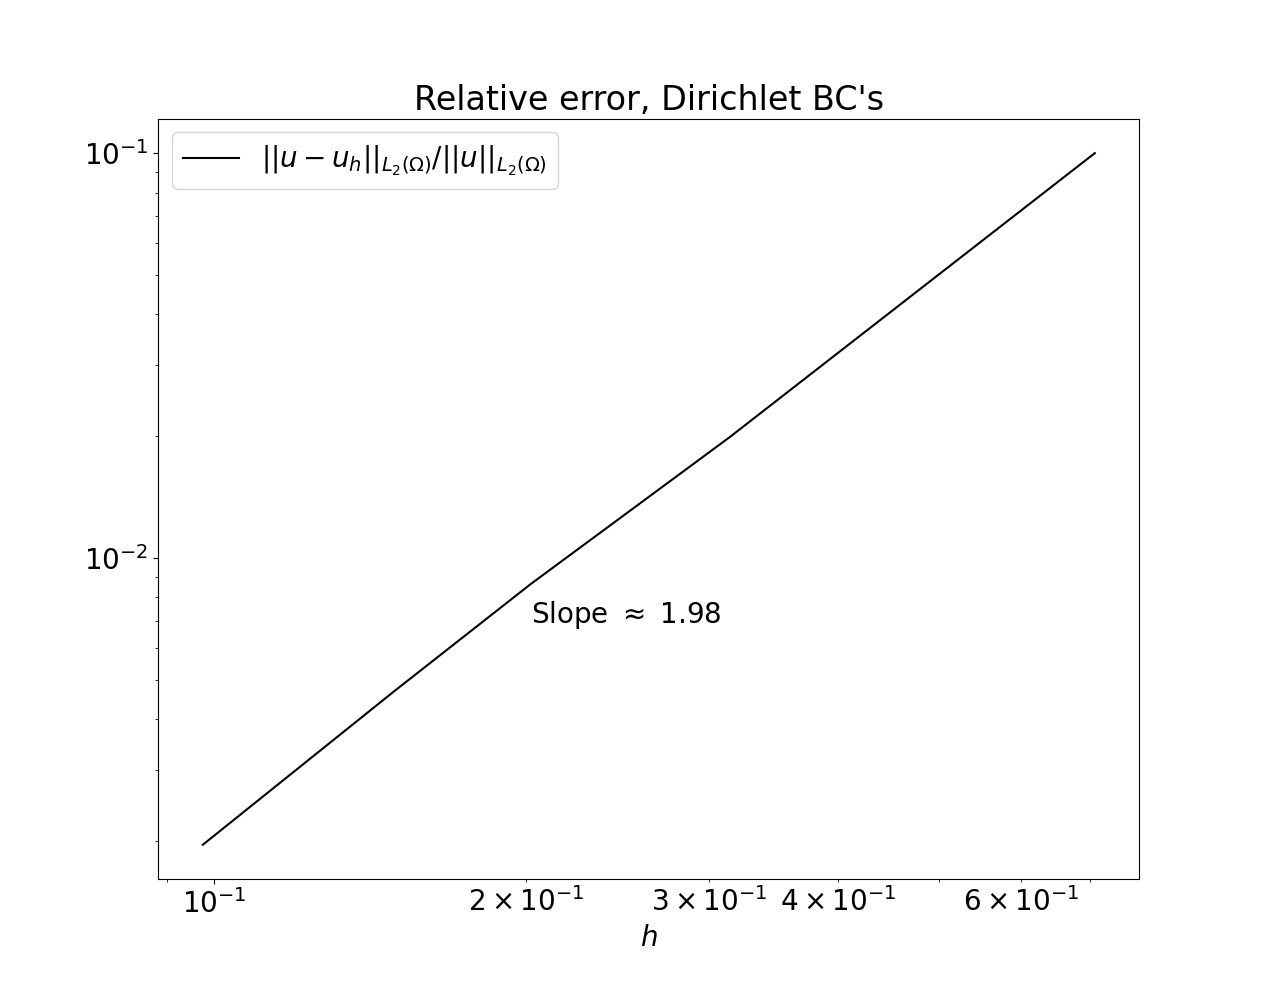 Relative error, Dirichlet BC's
||u − u_h||_{L_2(Ω)}/||u||_{L_2(Ω)}
10^{−1}
10^{−2}
Slope ≈ 1.98
10^{−1}
2 × 10^{−1}
3 × 10^{−1}
4 × 10^{−1}
6 × 10^{−1}
h